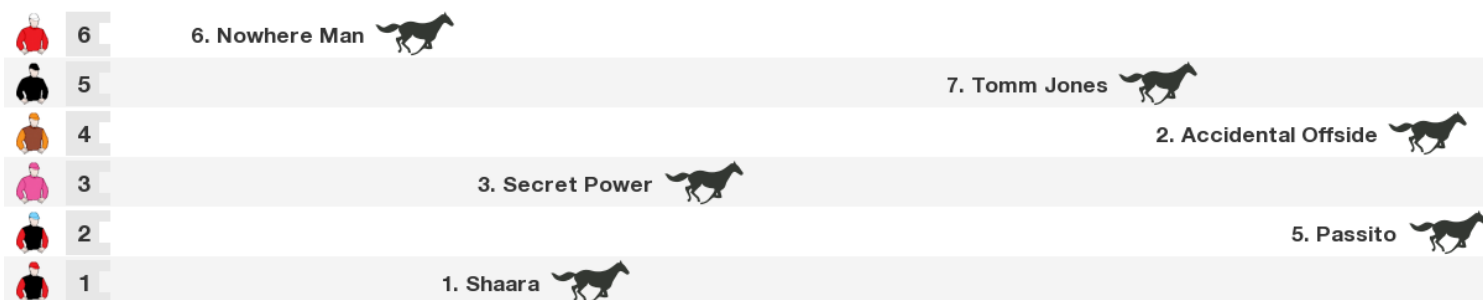 6 6. Nowhere Man
5 7. Tomm Jones
4 2. Accidental Offside
3 3. Secret Power
2 5. Passito
1 1. Shaara